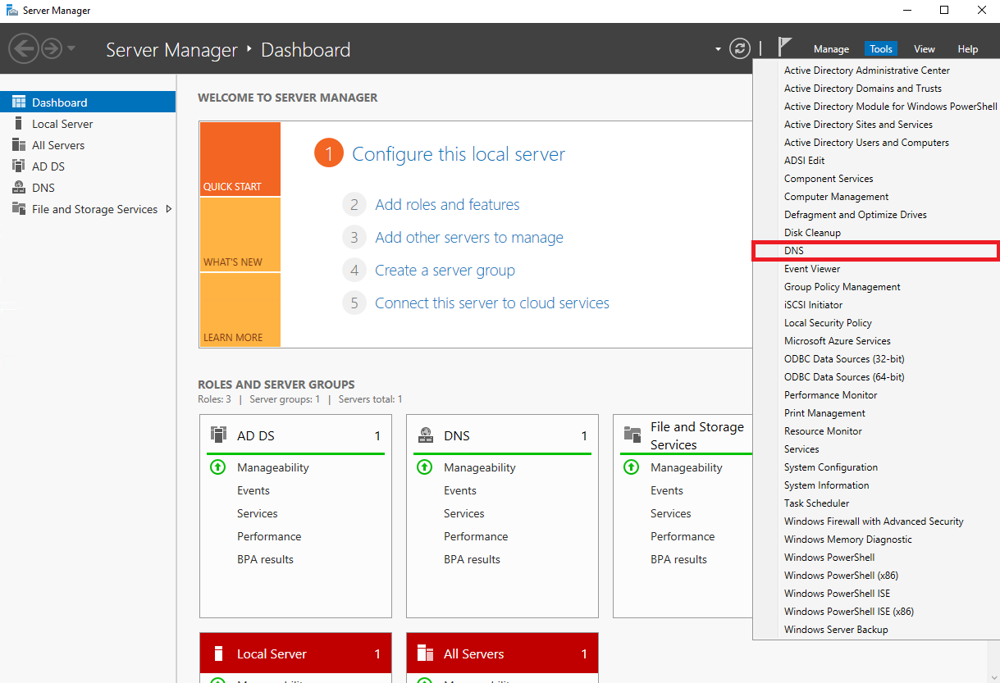 Server Manager
Server Manager Dashboard
Manage Tools View Help
Dashboard
Local Server
All Servers
AD DS
DNS
File and Storage Services
WELCOME TO SERVER MANAGER
QUICK START
WHAT'S NEW
LEARN MORE
1 Configure this local server
2 Add roles and features
3 Add other servers to manage
4 Create a server group
5 Connect this server to cloud services
ROLES AND SERVER GROUPS
Roles: 3 | Server groups: 1 | Servers total: 1
AD DS 1
Manageability
Events
Services
Performance
BPA results
DNS 1
Manageability
Events
Services
Performance
BPA results
File and Storage
Services
Manageability
Events
Services
Performance
BPA results
Local Server 1
Manageability
All Servers 1
Manageability
Active Directory Administrative Center
Active Directory Domains and Trusts
Active Directory Module for Windows PowerShell
Active Directory Sites and Services
Active Directory Users and Computers
ADSI Edit
Component Services
Computer Management
Defragment and Optimize Drives
Disk Cleanup
DNS
Event Viewer
Group Policy Management
iSCSI Initiator
Local Security Policy
Microsoft Azure Services
ODBC Data Sources (32-bit)
ODBC Data Sources (64-bit)
Performance Monitor
Print Management
Resource Monitor
Services
System Configuration
System Information
Task Scheduler
Windows Firewall with Advanced Security
Windows Memory Diagnostic
Windows PowerShell
Windows PowerShell (x86)
Windows PowerShell ISE
Windows PowerShell ISE (x86)
Windows Server Backup